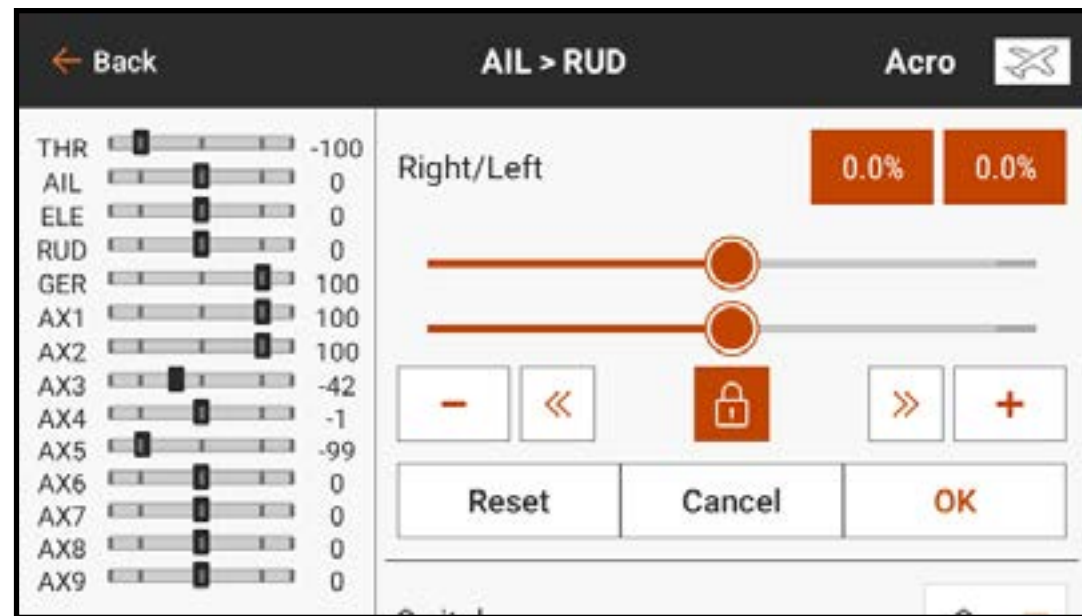 Back AIL > RUD Acro
THR -100
AIL 0
ELE 0
RUD 0
GER 100
AX1 100
AX2 100
AX3 -42
AX4 -1
AX5 -99
AX6 0
AX7 0
AX8 0
AX9 0
Right/Left 0.0% 0.0%
Reset Cancel OK